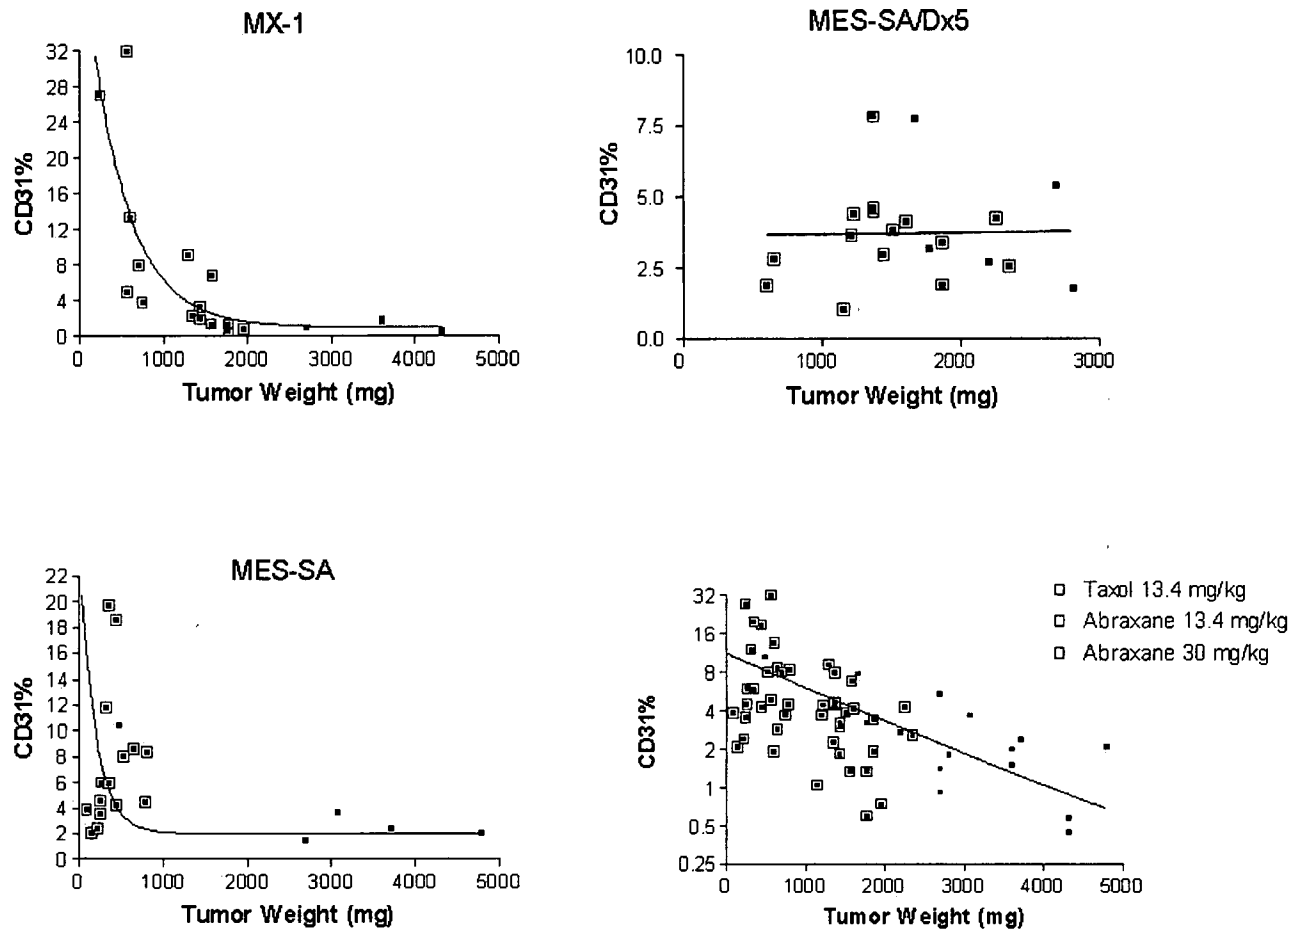 MX-1
32
28
24
20
16
12
8
4
0
CD31%
0 1000 2000 3000 4000 5000
Tumor Weight (mg)
MES-SA/Dx5
10.0
7.5
5.0
2.5
0.0
CD31%
0 1000 2000 3000
Tumor Weight (mg)
MES-SA
22
20
18
16
14
12
10
8
6
4
2
0
CD31%
0 1000 2000 3000 4000 5000
Tumor Weight (mg)
32
16
8
4
2
1
0.5
0.25
CD31%
0 1000 2000 3000 4000 5000
Tumor Weight (mg)
Taxol 13.4 mg/kg
Abraxane 13.4 mg/kg
Abraxane 30 mg/kg